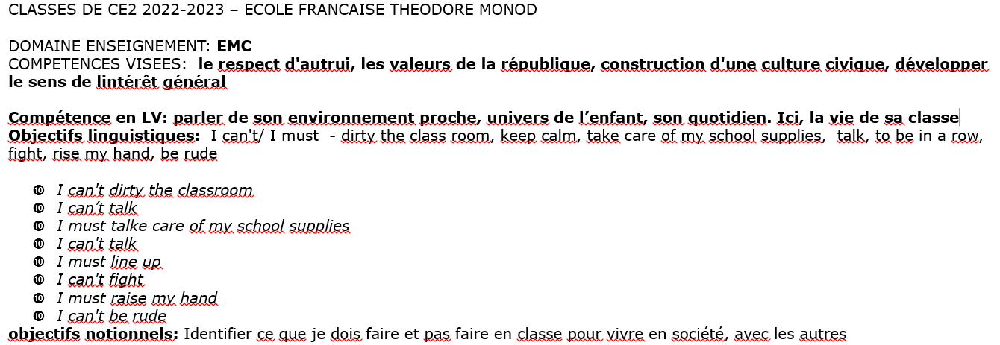 CLASSES DE CE2 2022-2023 – ECOLE FRANCAISE THEODORE MONOD
DOMAINE ENSEIGNEMENT: EMC
COMPETENCES VISEES: le respect d'autrui, les valeurs de la république, construction d'une culture civique, développer
le sens de lintérêt général
Compétence en LV: parler de son environnement proche, univers de l’enfant, son quotidien. Ici, la vie de sa classe
Objectifs linguistiques: I can't/ I must - dirty the class room, keep calm, take care of my school supplies, talk, to be in a row,
fight, rise my hand, be rude
❿ I can't dirty the classroom
❿ I can’t talk
❿ I must talke care of my school supplies
❿ I can't talk
❿ I must line up
❿ I can't fight
❿ I must raise my hand
❿ I can't be rude
objectifs notionnels: Identifier ce que je dois faire et pas faire en classe pour vivre en société, avec les autres